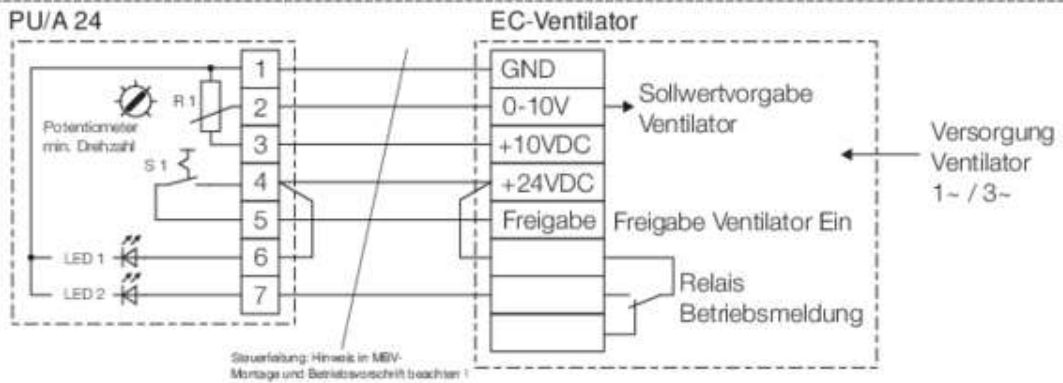 PU/A 24
EC-Ventilator
1
GND
R 1
2
0-10V
Sollwertvorgabe
Ventilator
Potentiometer
min. Drehzahl
3
+10VDC
Versorgung
Ventilator
1~ / 3~
S 1
4
+24VDC
5
Freigabe
Freigabe Ventilator Ein
LED 1
6
LED 2
7
Relais
Betriebsmeldung
Steuerleitung: Hinweis in MBV-
Montage und Betriebsvorschrift beachten !